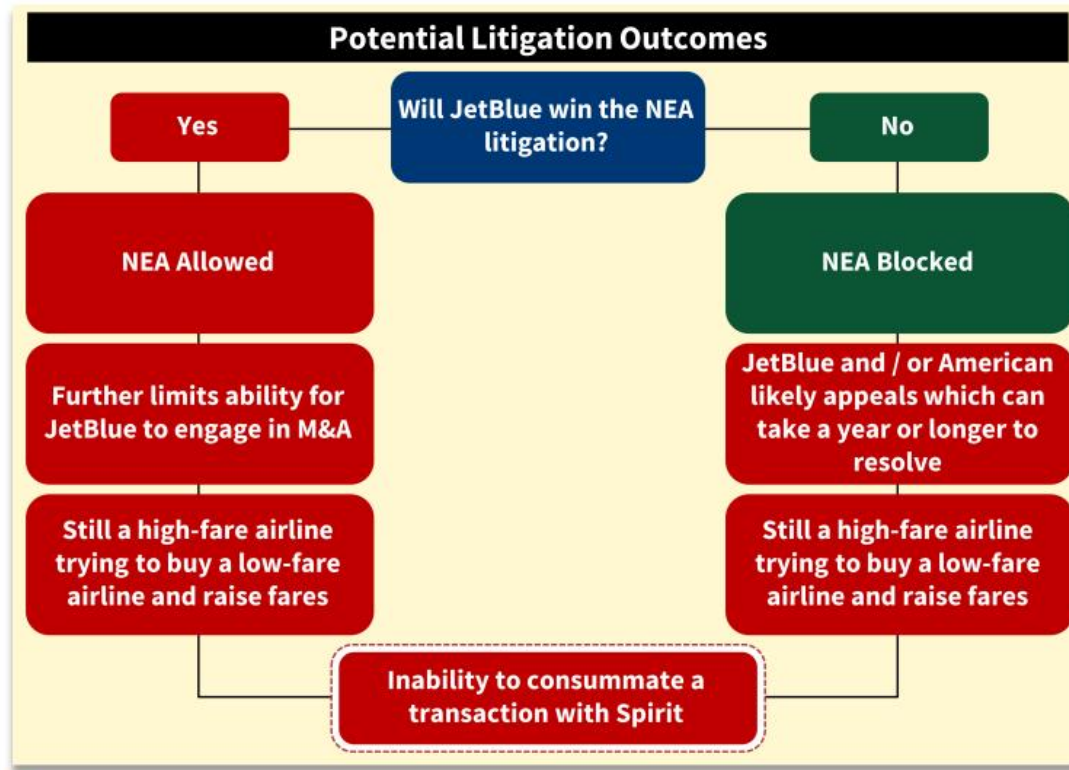 Potential Litigation Outcomes
Will JetBlue win the NEA
litigation?
Yes
No
NEA Allowed
NEA Blocked
Further limits ability for
JetBlue to engage in M&A
JetBlue and / or American
likely appeals which can
take a year or longer to
resolve
Still a high-fare airline
trying to buy a low-fare
airline and raise fares
Still a high-fare airline
trying to buy a low-fare
airline and raise fares
Inability to consummate a
transaction with Spirit